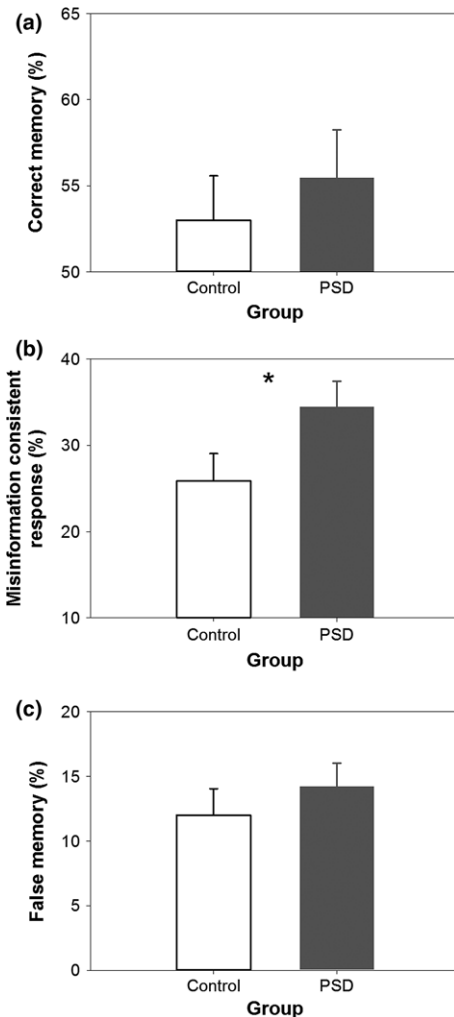 (a)
Correct memory (%)
65
60
55
50
Control PSD
Group
(b)
Misinformation consistent
response (%)
40
30
20
10
*
Control PSD
Group
(c)
False memory (%)
20
15
10
5
0
Control PSD
Group